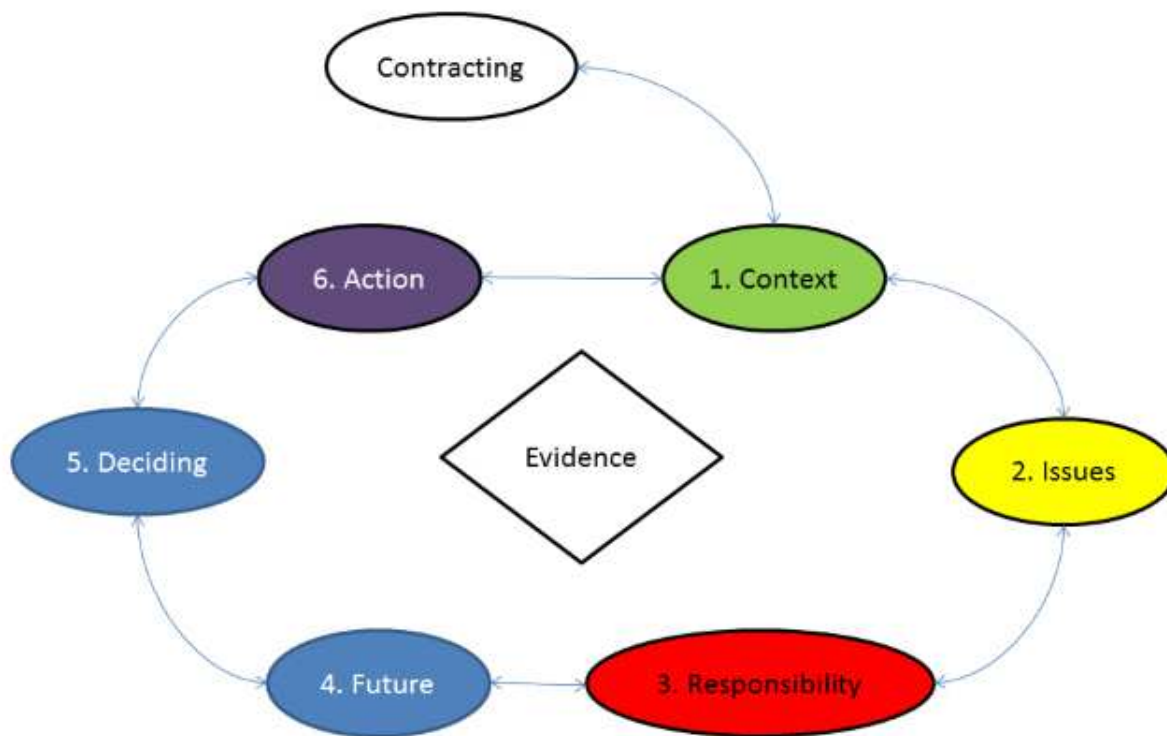 Contracting
6. Action
1. Context
5. Deciding
Evidence
2. Issues
4. Future
3. Responsibility